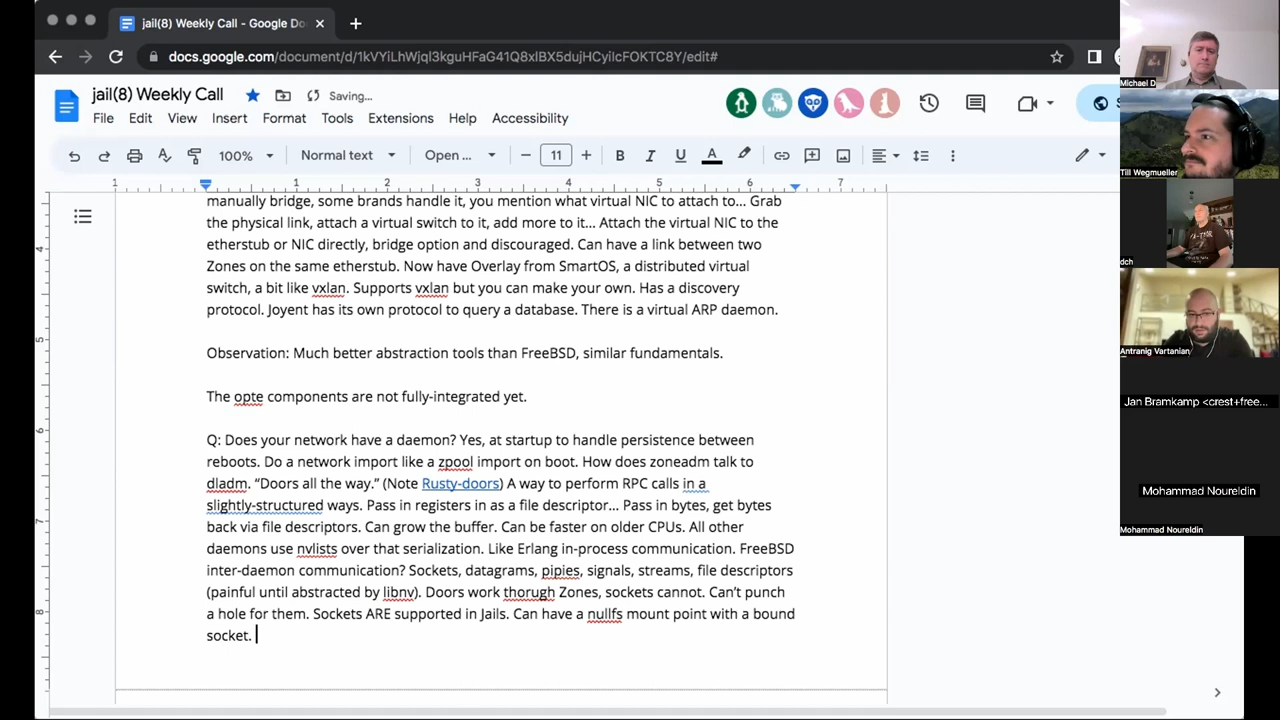 jail(8) Weekly Call - Google Do
docs.google.com/document/d/1kVYiLhWjqI3kguHFaG41Q8xIBX5dujHCyiIcFOKTC8Y/edit#
jail(8) Weekly Call
Saving...
File Edit View Insert Format Tools Extensions Help Accessibility
100% Normal text Open ... 11 B I U A
1 1 2 3 4 5 6 7
manually bridge, some brands handle it, you mention what virtual NIC to attach to... Grab
the physical link, attach a virtual switch to it, add more to it... Attach the virtual NIC to the
etherstub or NIC directly, bridge option and discouraged. Can have a link between two
Zones on the same etherstub. Now have Overlay from SmartOS, a distributed virtual
switch, a bit like vxlan. Supports vxlan but you can make your own. Has a discovery
protocol. Joyent has its own protocol to query a database. There is a virtual ARP daemon.
Observation: Much better abstraction tools than FreeBSD, similar fundamentals.
The opte components are not fully-integrated yet.
Q: Does your network have a daemon? Yes, at startup to handle persistence between
reboots. Do a network import like a zpool import on boot. How does zoneadm talk to
dladm. “Doors all the way.” (Note Rusty-doors) A way to perform RPC calls in a
slightly-structured ways. Pass in registers in as a file descriptor... Pass in bytes, get bytes
back via file descriptors. Can grow the buffer. Can be faster on older CPUs. All other
daemons use nvlists over that serialization. Like Erlang in-process communication. FreeBSD
inter-daemon communication? Sockets, datagrams, pipies, signals, streams, file descriptors
(painful until abstracted by libnv). Doors work thorugh Zones, sockets cannot. Can’t punch
a hole for them. Sockets ARE supported in Jails. Can have a nullfs mount point with a bound
socket.
4
5
6
7
8
Michael D
Till Wegmueller
dch
Antranig Vartanian
Jan Bramkamp <crest+free...
Mohammad Noureldin
Mohammad Noureldin